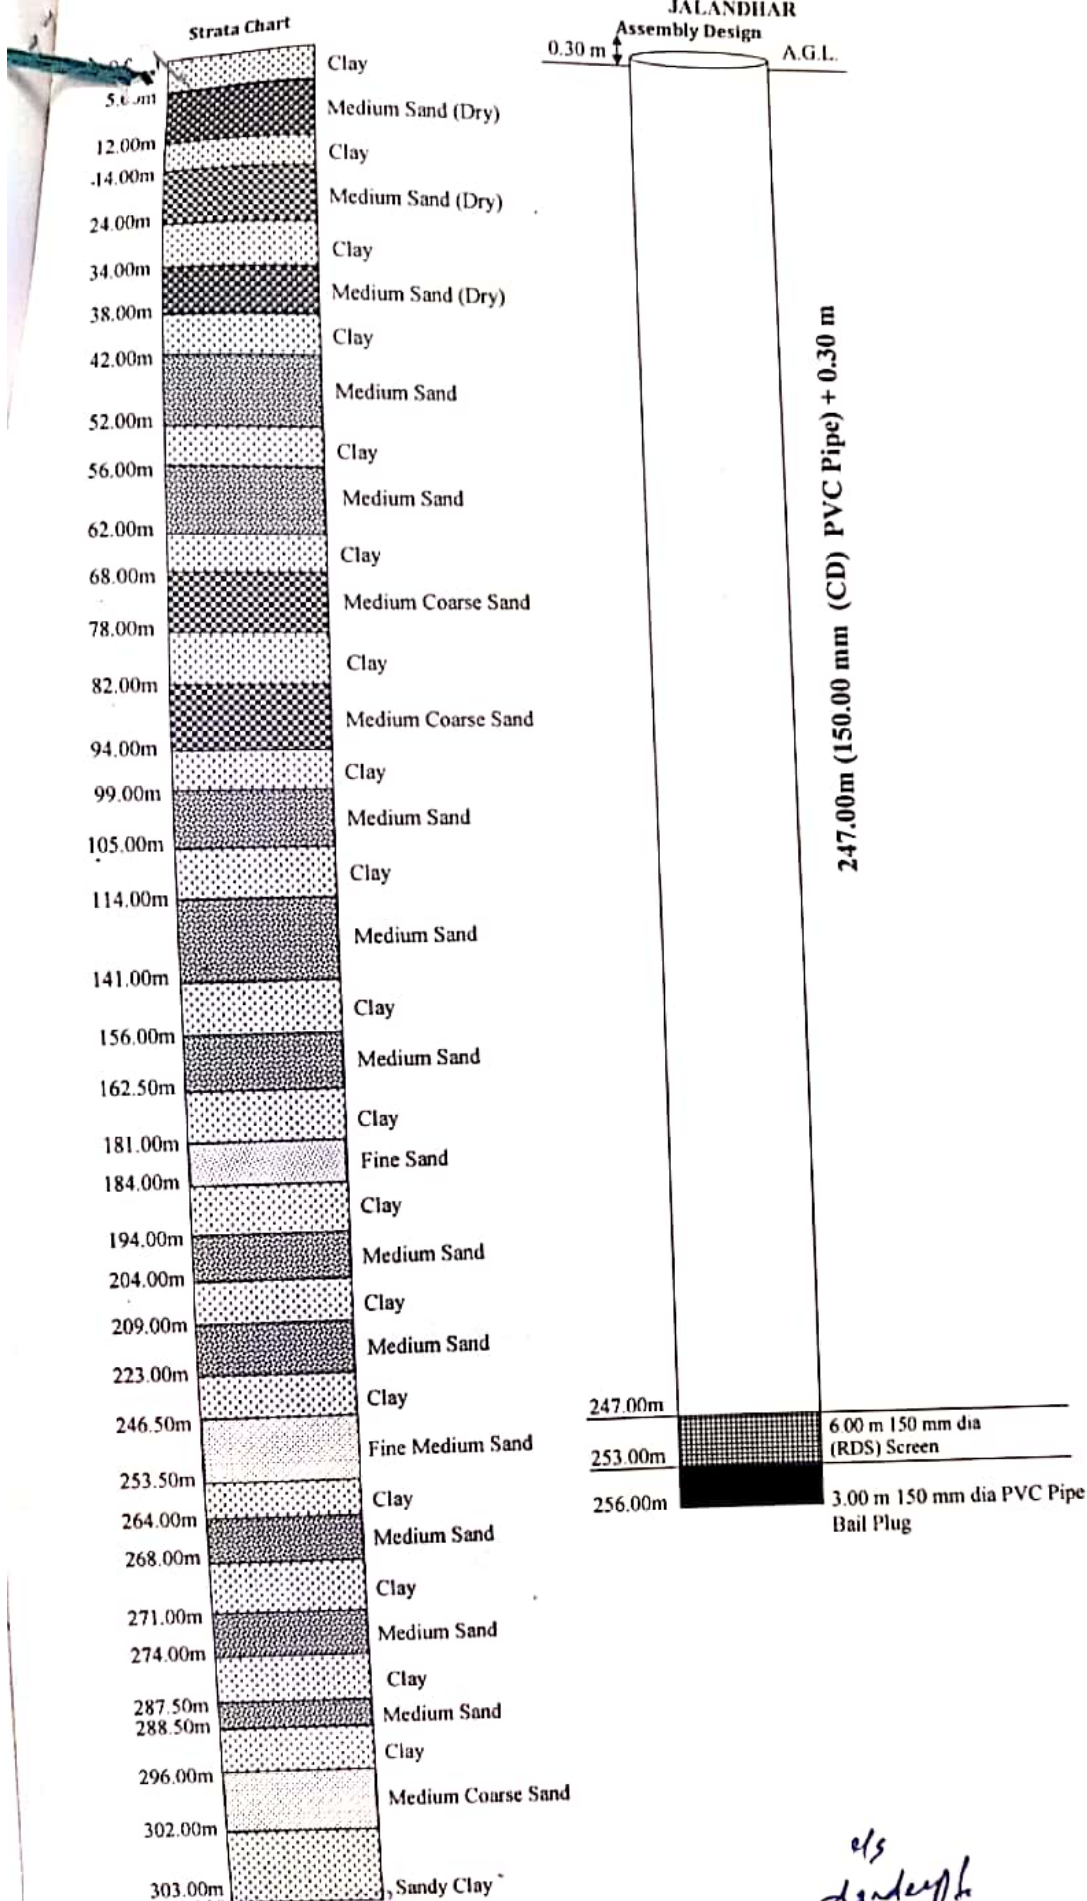 JALANDHAR
Strata Chart
Assembly Design
0.30 m
A.G.L.
Clay
Medium Sand (Dry)
12.00m
Clay
14.00m
Medium Sand (Dry)
24.00m
Clay
34.00m
Medium Sand (Dry)
38.00m
Clay
42.00m
Medium Sand
52.00m
Clay
56.00m
Medium Sand
62.00m
Clay
68.00m
Medium Coarse Sand
78.00m
Clay
82.00m
Medium Coarse Sand
94.00m
Clay
99.00m
Medium Sand
105.00m
Clay
114.00m
Medium Sand
141.00m
Clay
156.00m
Medium Sand
162.50m
Clay
181.00m
Fine Sand
184.00m
Clay
194.00m
Medium Sand
204.00m
Clay
209.00m
Medium Sand
223.00m
Clay
246.50m
Fine Medium Sand
253.50m
Clay
264.00m
Medium Sand
268.00m
Clay
271.00m
Medium Sand
274.00m
Clay
287.50m
Medium Sand
288.50m
Clay
296.00m
Medium Coarse Sand
302.00m
303.00m
Sandy Clay
247.00m (150.00 mm (CD) PVC Pipe) + 0.30 m
247.00m
6.00 m 150 mm dia
(RDS) Screen
253.00m
256.00m
3.00 m 150 mm dia PVC Pipe
Bail Plug